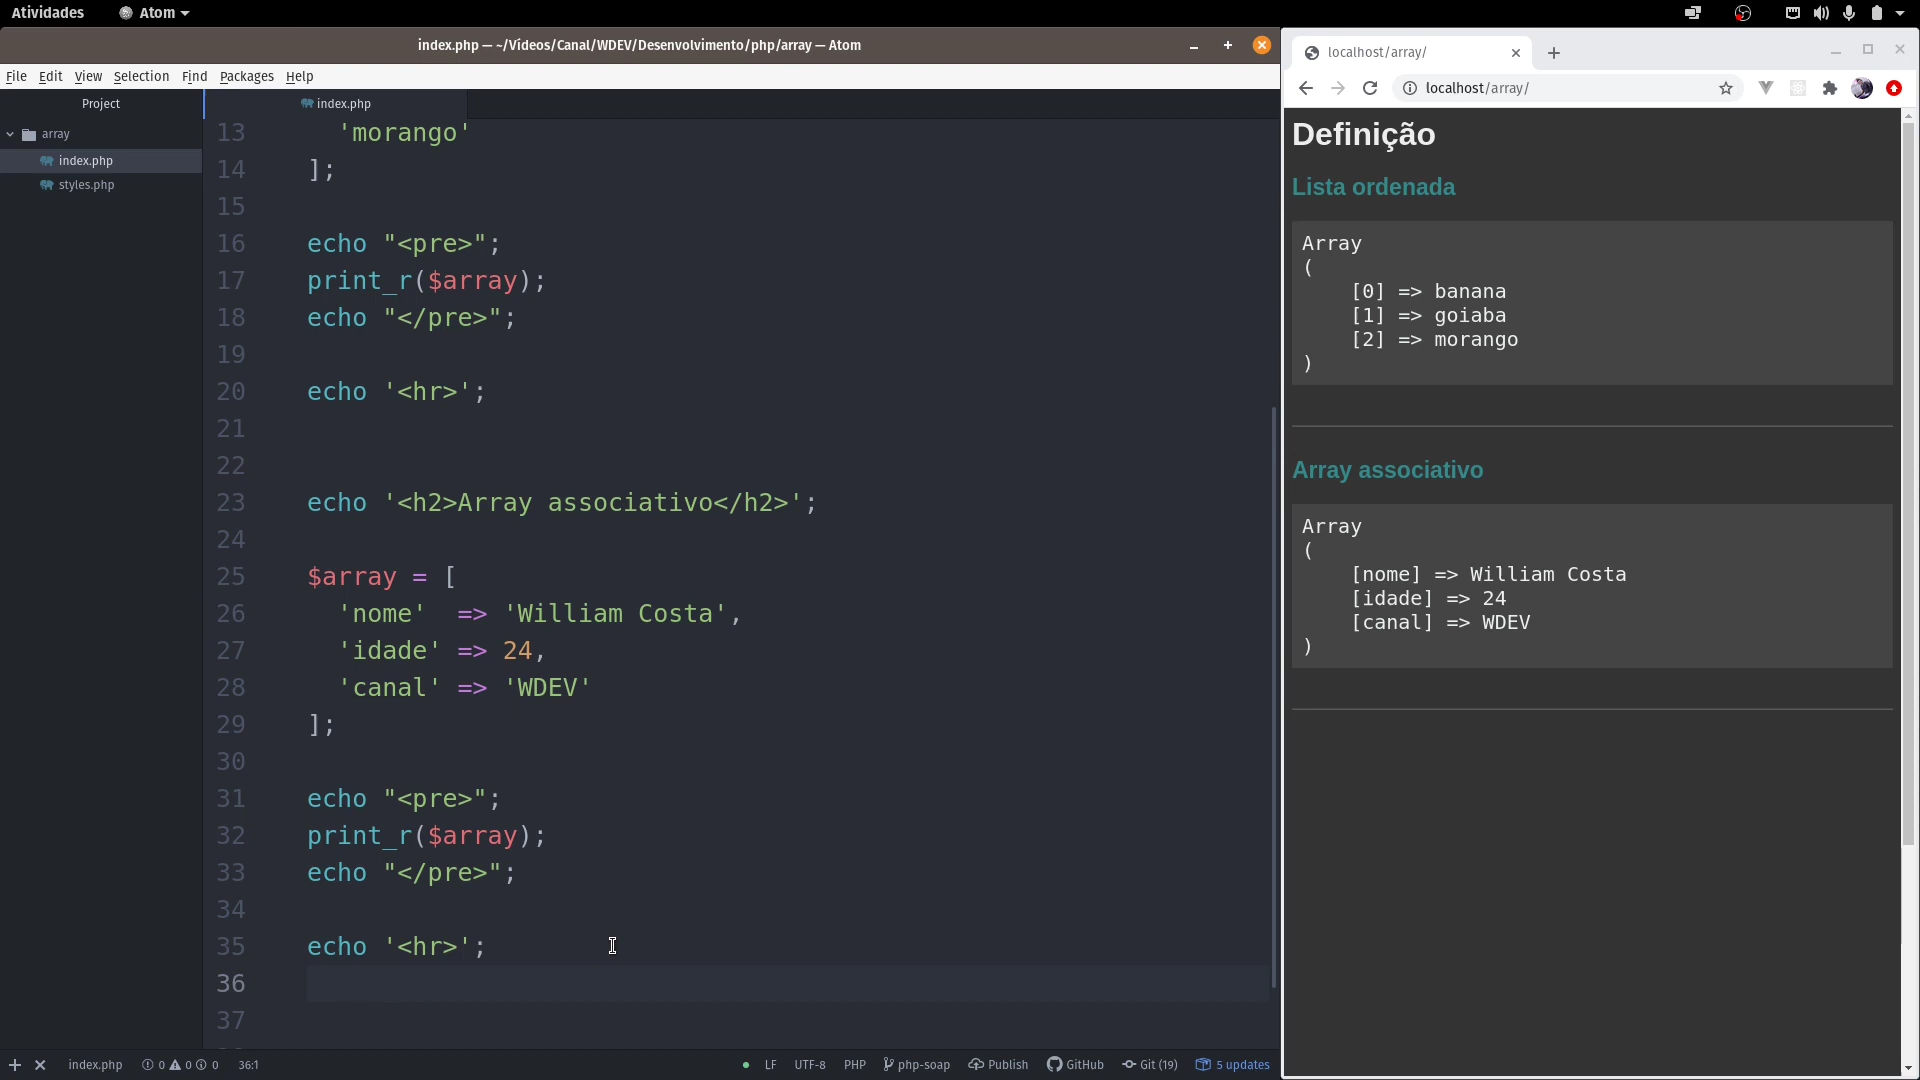 Atividades Atom
index.php — ~/Vídeos/Canal/WDEV/Desenvolvimento/php/array — Atom
File Edit View Selection Find Packages Help
Project
array
index.php
styles.php
index.php
13 'morango'
14 ];
15
16 echo "<pre>";
17 print_r($array);
18 echo "</pre>";
19
20 echo '<hr>';
21
22
23 echo '<h2>Array associativo</h2>';
24
25 $array = [
26 'nome' => 'William Costa',
27 'idade' => 24,
28 'canal' => 'WDEV'
29 ];
30
31 echo "<pre>";
32 print_r($array);
33 echo "</pre>";
34
35 echo '<hr>';
36
37
index.php 0 0 0 36:1 LF UTF-8 PHP php-soap Publish GitHub Git (19) 5 updates
localhost/array/
localhost/array/
Definição
Lista ordenada
Array
(
[0] => banana
[1] => goiaba
[2] => morango
)
Array associativo
Array
(
[nome] => William Costa
[idade] => 24
[canal] => WDEV
)